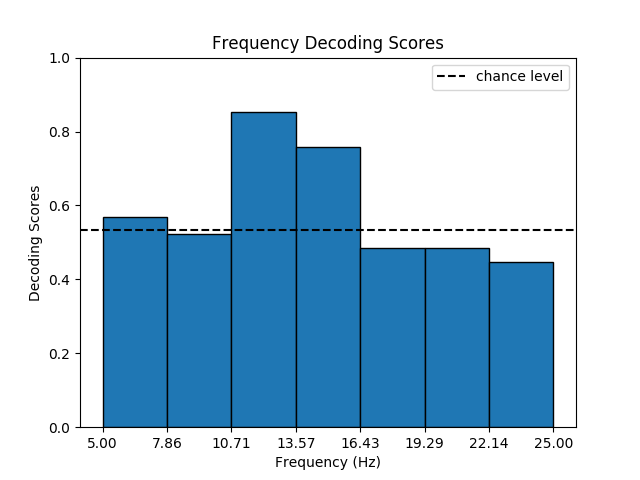 Frequency Decoding Scores
1.0
chance level
0.8
0.6
Decoding Scores
0.4
0.2
0.0
5.00 7.86 10.71 13.57 16.43 19.29 22.14 25.00
Frequency (Hz)